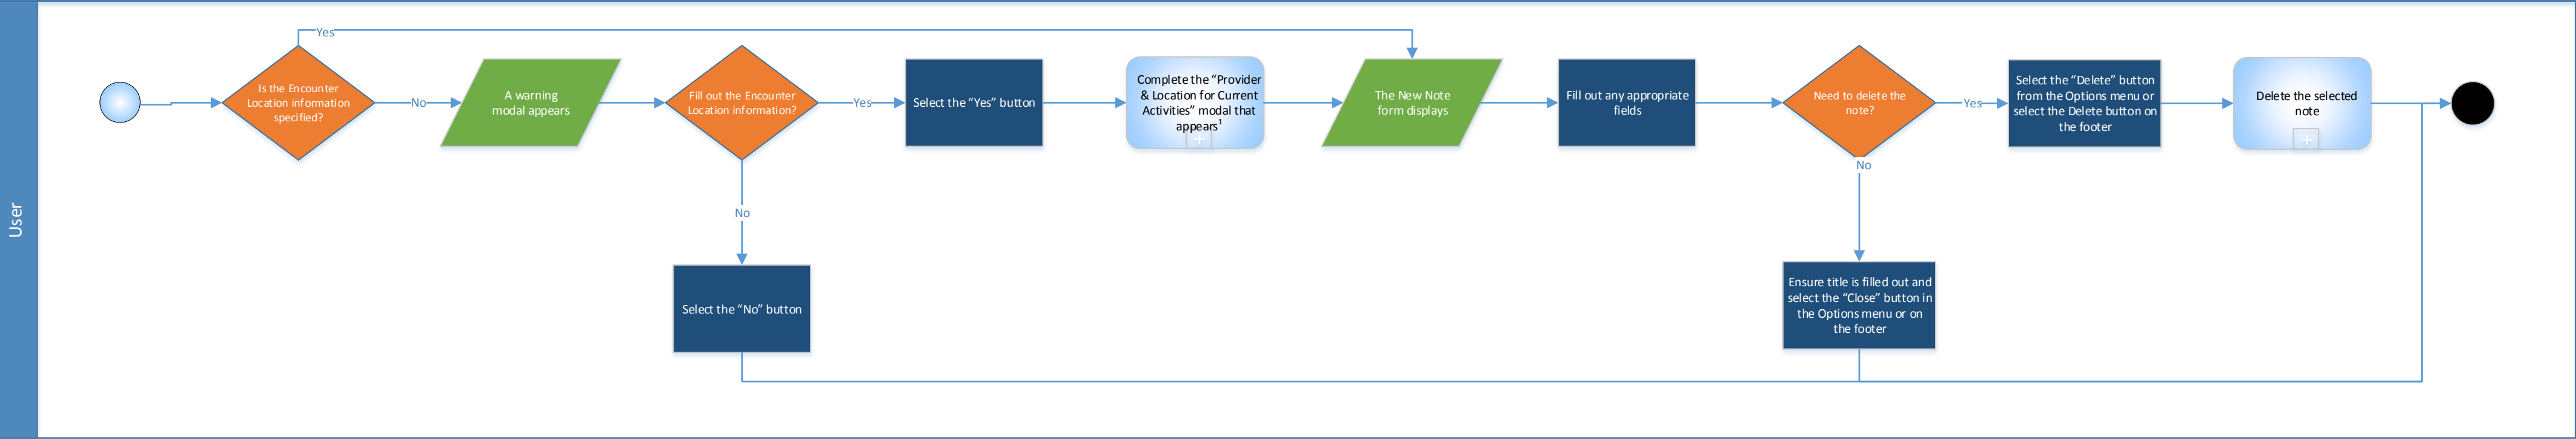 User
Yes
Is the Encounter
Location information
specified?
No
A warning
modal appears
Fill out the Encounter
Location information?
Yes
Select the “Yes” button
Complete the “Provider
& Location for Current
Activities” modal that
appears1
The New Note
form displays
Fill out any appropriate
fields
Need to delete the
note?
Yes
Select the “Delete” button
from the Options menu or
select the Delete button on
the footer
Delete the selected
note
No
Select the “No” button
No
Ensure title is filled out and
select the “Close” button in
the Options menu or on
the footer